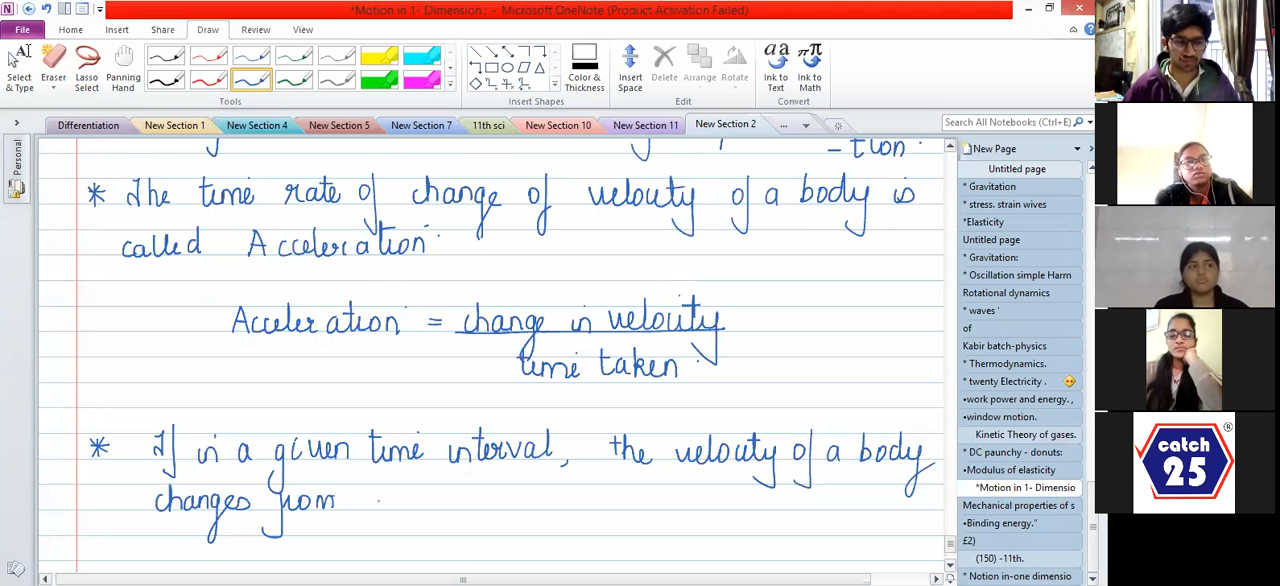 *Motion in 1- Dimension : - Microsoft OneNote (Product Activation Failed)
File Home Insert Share Draw Review View
Select & Type
Eraser
Lasso Select
Panning Hand
Color & Thickness
Insert Space
Delete
Arrange
Rotate
Ink to Text
Ink to Math
Tools
Insert Shapes
Edit
Convert
Differentiation New Section 1 New Section 4 New Section 5 New Section 7 11th sci New Section 10 New Section 11 New Section 2 ...
Search All Notebooks (Ctrl+E)
Personal
- tion.
* The time rate of change of velocity of a body is
called Acceleration.
Acceleration = change in velocity
time taken.
* If in a given time interval, the velocity of a body
changes from
New Page
Untitled page
* Gravitation
* stress. strain wives
*Elasticity
Untitled page
* Gravitation:
* Oscillation simple Harm
Rotational dynamics
* waves '
of
Kabir batch-physics
* Thermodynamics.
* twenty Electricity .
•work power and energy. ,
•window motion.
Kinetic Theory of gases.
* DC paunchy - donuts:
•Modulus of elasticity
*Motion in 1- Dimensio
Mechanical properties of s
•Binding energy."
£2)
(150) -11th.
* Notion in-one dimensio
catch
25
®